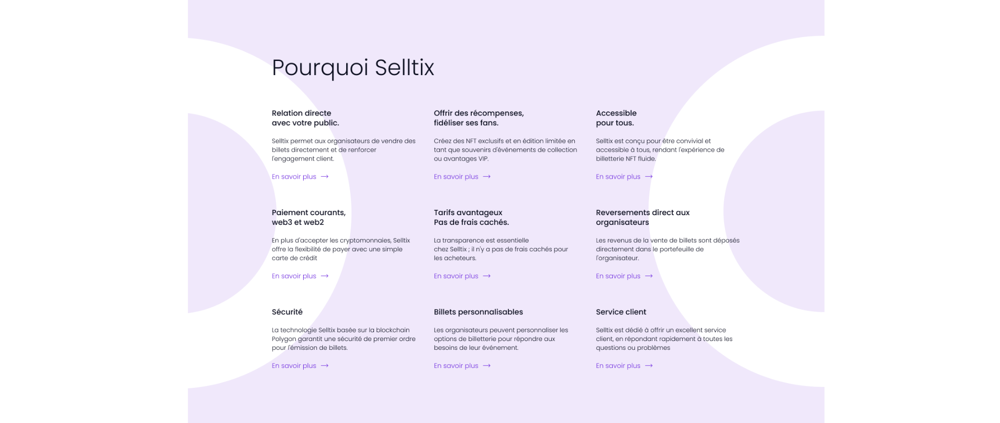 Pourquoi Selltix
Relation directe
avec votre public.
Selltix permet aux organisateurs de vendre des
billets directement et de renforcer
l'engagement client.
En savoir plus →
Offrir des récompenses,
fidéliser ses fans.
Créez des NFT exclusifs et en édition limitée en
tant que souvenirs d'événements de collection
ou avantages VIP.
En savoir plus →
Accessible
pour tous.
Selltix est conçu pour être convivial et
accessible à tous, rendant l'expérience de
billetterie NFT fluide.
En savoir plus →
Paiement courants,
web3 et web2
En plus d'accepter les cryptomonnaies, Selltix
offre la flexibilité de payer avec une simple
carte de crédit
En savoir plus →
Tarifs avantageux
Pas de frais cachés.
La transparence est essentielle
chez Selltix ; il n'y a pas de frais cachés pour
les acheteurs.
En savoir plus →
Reversements direct aux
organisateurs
Les revenus de la vente de billets sont déposés
directement dans le portefeuille de
l'organisateur.
En savoir plus →
Sécurité
La technologie Selltix basée sur la blockchain
Polygon garantit une sécurité de premier ordre
pour l'émission de billets.
En savoir plus →
Billets personnalisables
Les organisateurs peuvent personnaliser les
options de billetterie pour répondre aux
besoins de leur événement.
En savoir plus →
Service client
Selltix est dédié à offrir un excellent service
client, en répondant rapidement à toutes les
questions ou problèmes
En savoir plus →